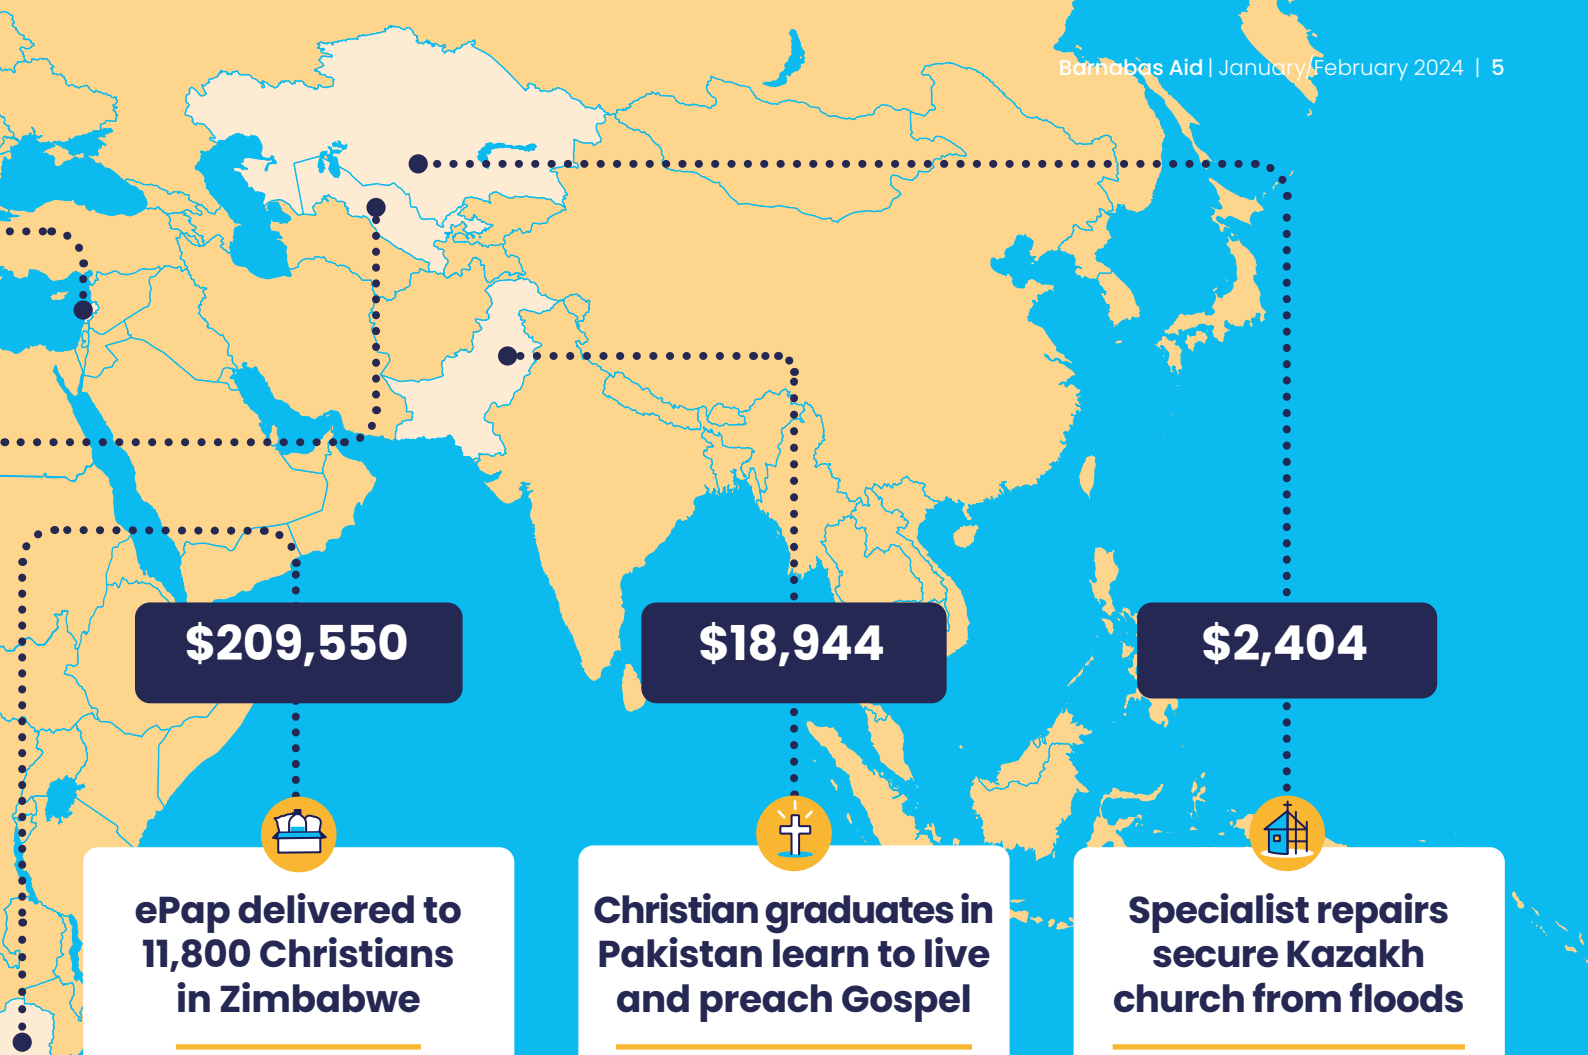 Barnabas Aid | January/February 2024 | 5
$209,550
$18,944
$2,404
ePap delivered to
11,800 Christians
in Zimbabwe
Christian graduates in
Pakistan learn to live
and preach Gospel
Specialist repairs
secure Kazakh
church from floods